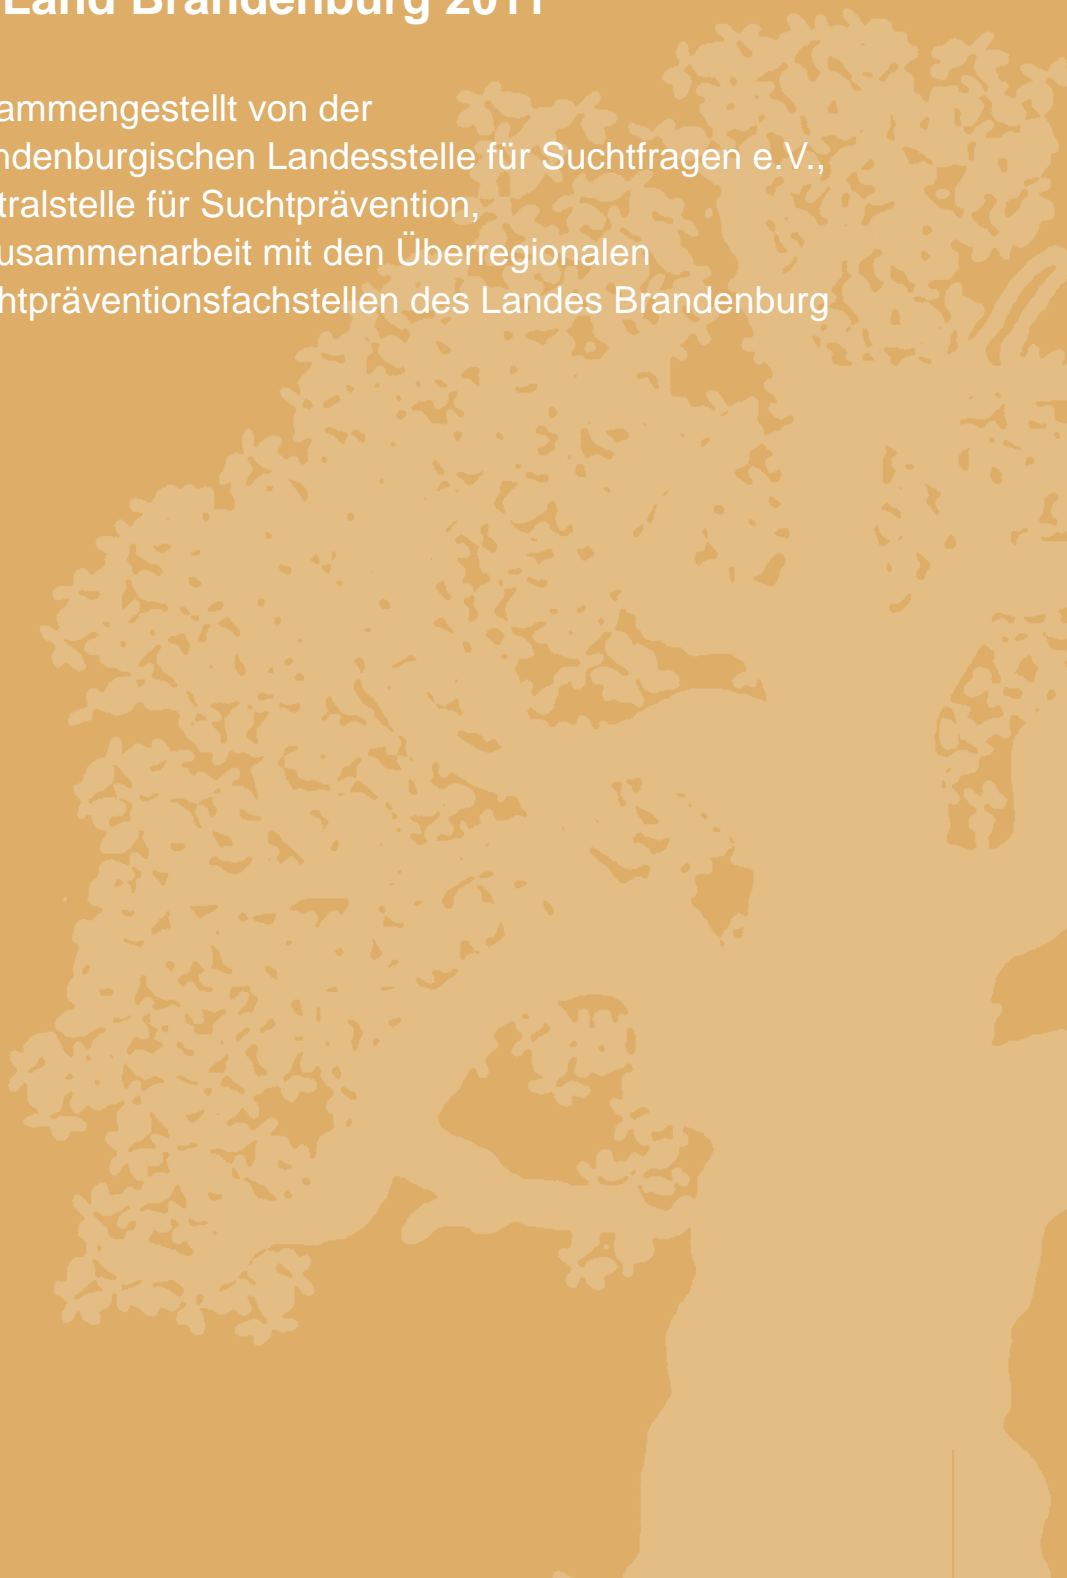 Land Brandenburg 2011
ammengestellt von der
ndenburgischen Landesstelle für Suchtfragen e.V.,
tralstelle für Suchtprävention,
usammenarbeit mit den Überregionalen
htpräventionsfachstellen des Landes Brandenburg